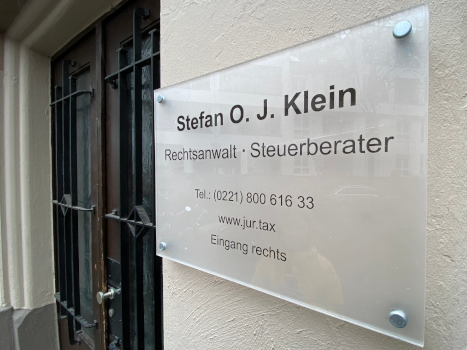 Stefan O. J. Klein
Rechtsanwalt · Steuerberater
Tel.: (0221) 800 616 33
www.jur.tax
Eingang rechts